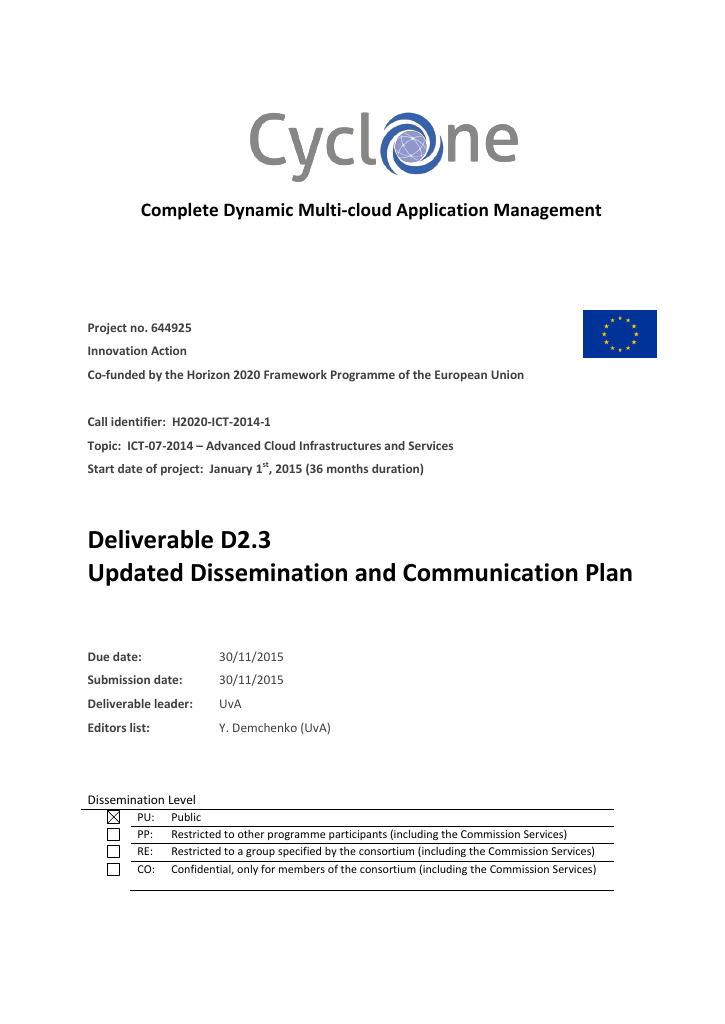 Cyclone
Complete Dynamic Multi-cloud Application Management
Project no. 644925
Innovation Action
Co-funded by the Horizon 2020 Framework Programme of the European Union
Call identifier: H2020-ICT-2014-1
Topic: ICT-07-2014 – Advanced Cloud Infrastructures and Services
Start date of project: January 1st, 2015 (36 months duration)
Deliverable D2.3
Updated Dissemination and Communication Plan
Due date: 30/11/2015
Submission date: 30/11/2015
Deliverable leader: UvA
Editors list: Y. Demchenko (UvA)
Dissemination Level
☒ PU: Public
☐ PP: Restricted to other programme participants (including the Commission Services)
☐ RE: Restricted to a group specified by the consortium (including the Commission Services)
☐ CO: Confidential, only for members of the consortium (including the Commission Services)